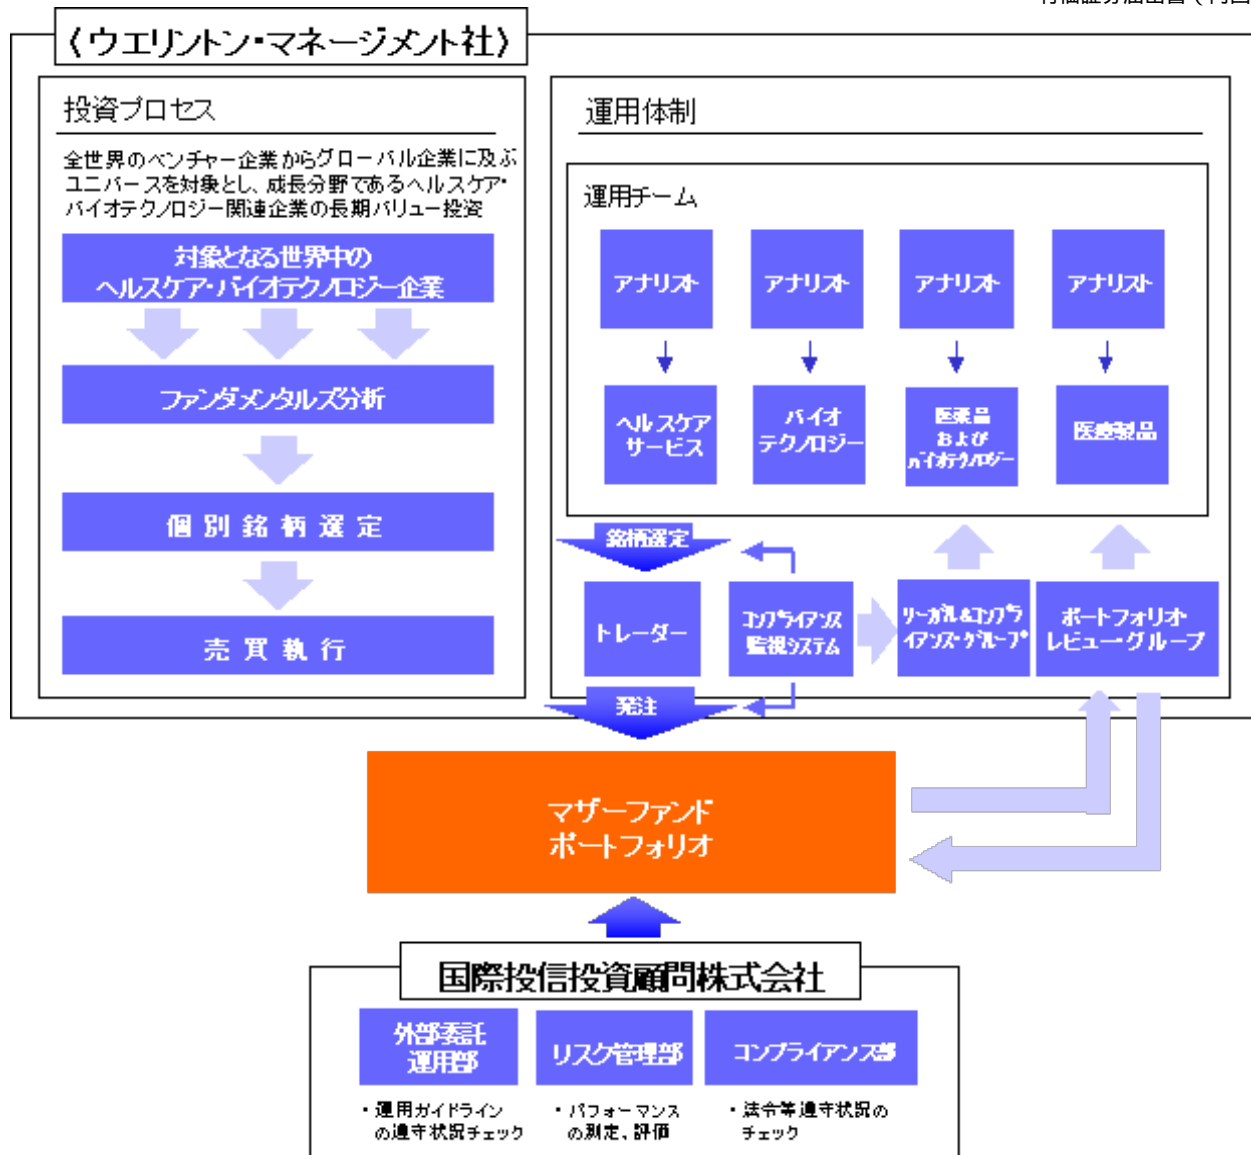 有価証券届出書（内国
〈ウエリントン・マネージメント社〉
投資プロセス
全世界のベンチャー企業からグローバル企業に及ぶ
ユニバースを対象とし、成長分野であるヘルスケア・
バイオテクノロジー関連企業の長期バリュー投資
対象となる世界中の
ヘルスケア・バイオテクノロジー企業
ファンダメンタルズ分析
個別銘柄選定
売買執行
運用体制
運用チーム
アナリスト
アナリスト
アナリスト
アナリスト
ヘルスケア
サービス
バイオ
テクノロジー
医薬品
および
バイオテクノロジー
医療製品
銘柄選定
トレーダー
コンプライアンス
監視システム
リーガル&コンプラ
イアンス・グループ
ポートフォリオ・
レビュー・グループ
発注
マザーファンド
ポートフォリオ
国際投信投資顧問株式会社
外部委託
運用部
リスク管理部
コンプライアンス部
・運用ガイドライン
の遵守状況チェック
・パフォーマンス
の測定、評価
・法令等遵守状況の
チェック